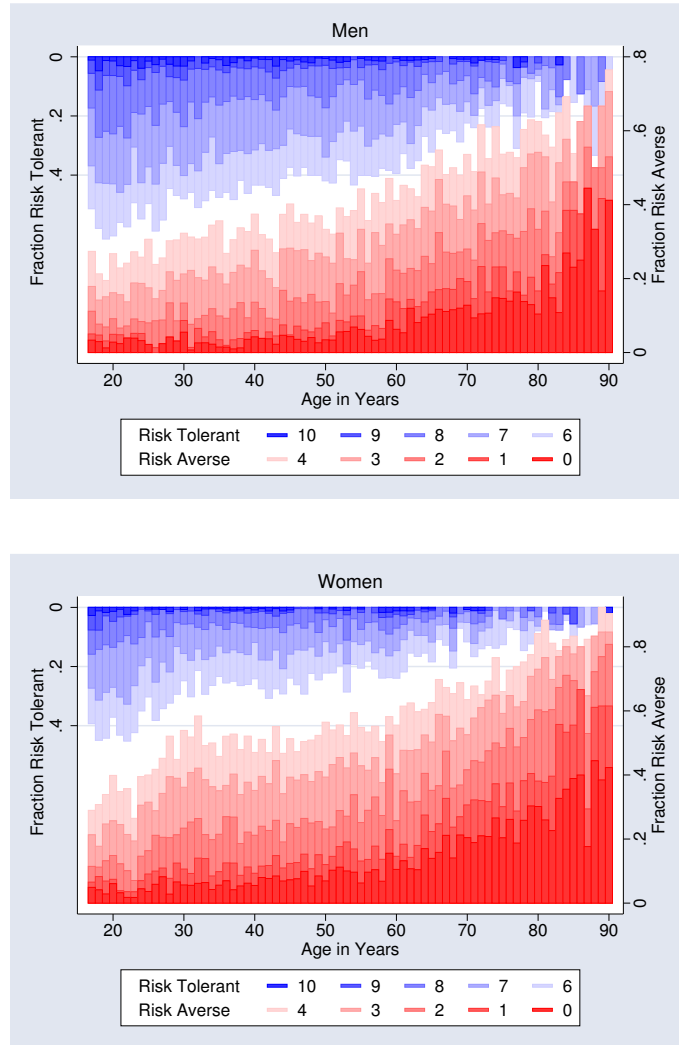 Men
0
.2
.4
Fraction Risk Tolerant
.8
.6
.4
.2
0
Fraction Risk Averse
20 30 40 50 60 70 80 90
Age in Years
Risk Tolerant 10 9 8 7 6
Risk Averse 4 3 2 1 0
Women
0
.2
.4
Fraction Risk Tolerant
.8
.6
.4
.2
0
Fraction Risk Averse
20 30 40 50 60 70 80 90
Age in Years
Risk Tolerant 10 9 8 7 6
Risk Averse 4 3 2 1 0